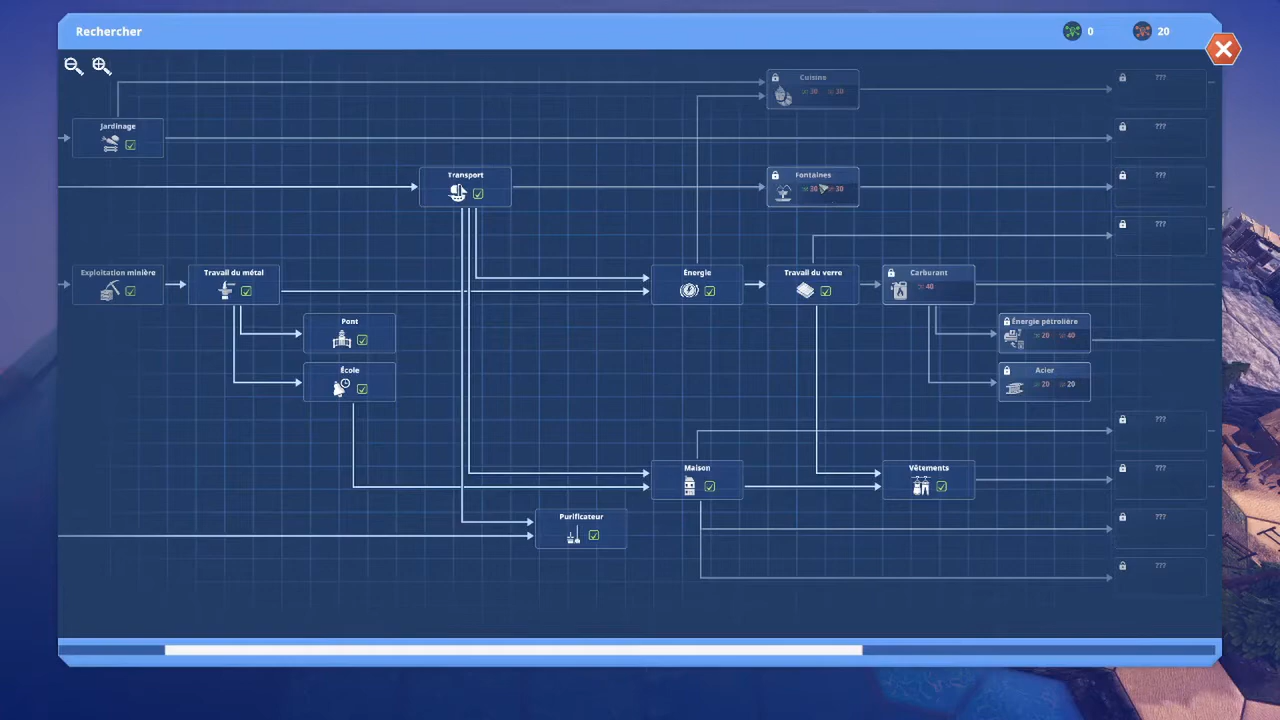 Rechercher
0
20
Cuisine
30 30
???
Jardinage
???
Transport
Fontaines
30 30
???
???
Exploitation minière
Travail du métal
Énergie
Travail du verre
Carburant
40
Pont
Énergie pétrolière
20 40
École
Acier
20 20
???
Maison
Vêtements
???
Purificateur
???
???